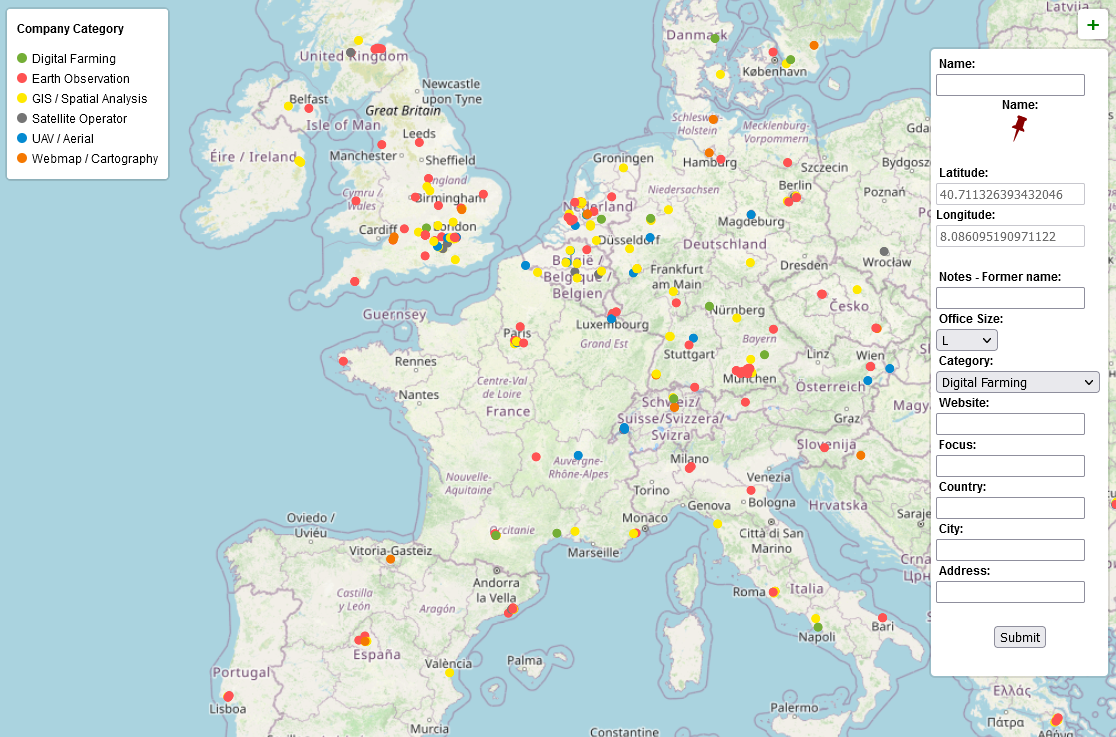 Company Category
Digital Farming
Earth Observation
GIS / Spatial Analysis
Satellite Operator
UAV / Aerial
Webmap / Cartography
+
Name:
Name:
Latitude:
40.711326393432046
Longitude:
8.086095190971122
Notes - Former name:
Office Size:
L
Category:
Digital Farming
Website:
Focus:
Country:
City:
Address:
Submit
Latvija
Danmark
København
United Kingdom
Newcastle
upon Tyne
Belfast
Great Britain
Isle of Man
Leeds
Éire / Ireland
Manchester
Sheffield
England
Cymru /
Wales
Birmingham
Cardiff
London
Guernsey
Schleswig-
Holstein
Mecklenburg-
Vorpommern
Hamburg
Szczecin
Bydgosz
Gda
Groningen
Niedersachsen
Berlin
Poznań
Nederland
Magdeburg
Düsseldorf
Deutschland
België /
Belgique /
Belgien
Frankfurt
am Main
Dresden
Wrocław
Luxembourg
Nürnberg
Česko
Paris
Grand Est
Bayern
Stuttgart
Linz
Wien
Rennes
München
Österreich
Nantes
Centre-Val
de Loire
France
Schweiz/
Suisse/Svizzera/
Svizra
Magya
Graz
Slovenija
Milano
Auvergne-
Rhône-Alpes
Nouvelle-
Aquitaine
Torino
Venezia
Genova
Bologna
Hrvatska
Monaco
Città di San
Marino
Saraje
Occitanie
Marseille
Oviedo /
Uviéu
Vitoria-Gasteiz
Andorra
la Vella
Castilla
y León
Aragón
Crna
Црн
Roma
Italia
Bari
Napoli
España
Portugal
València
Palma
Lisboa
Murcia
Palermo
Constantine
Ελλάς
Πάτρα
Αθήνα